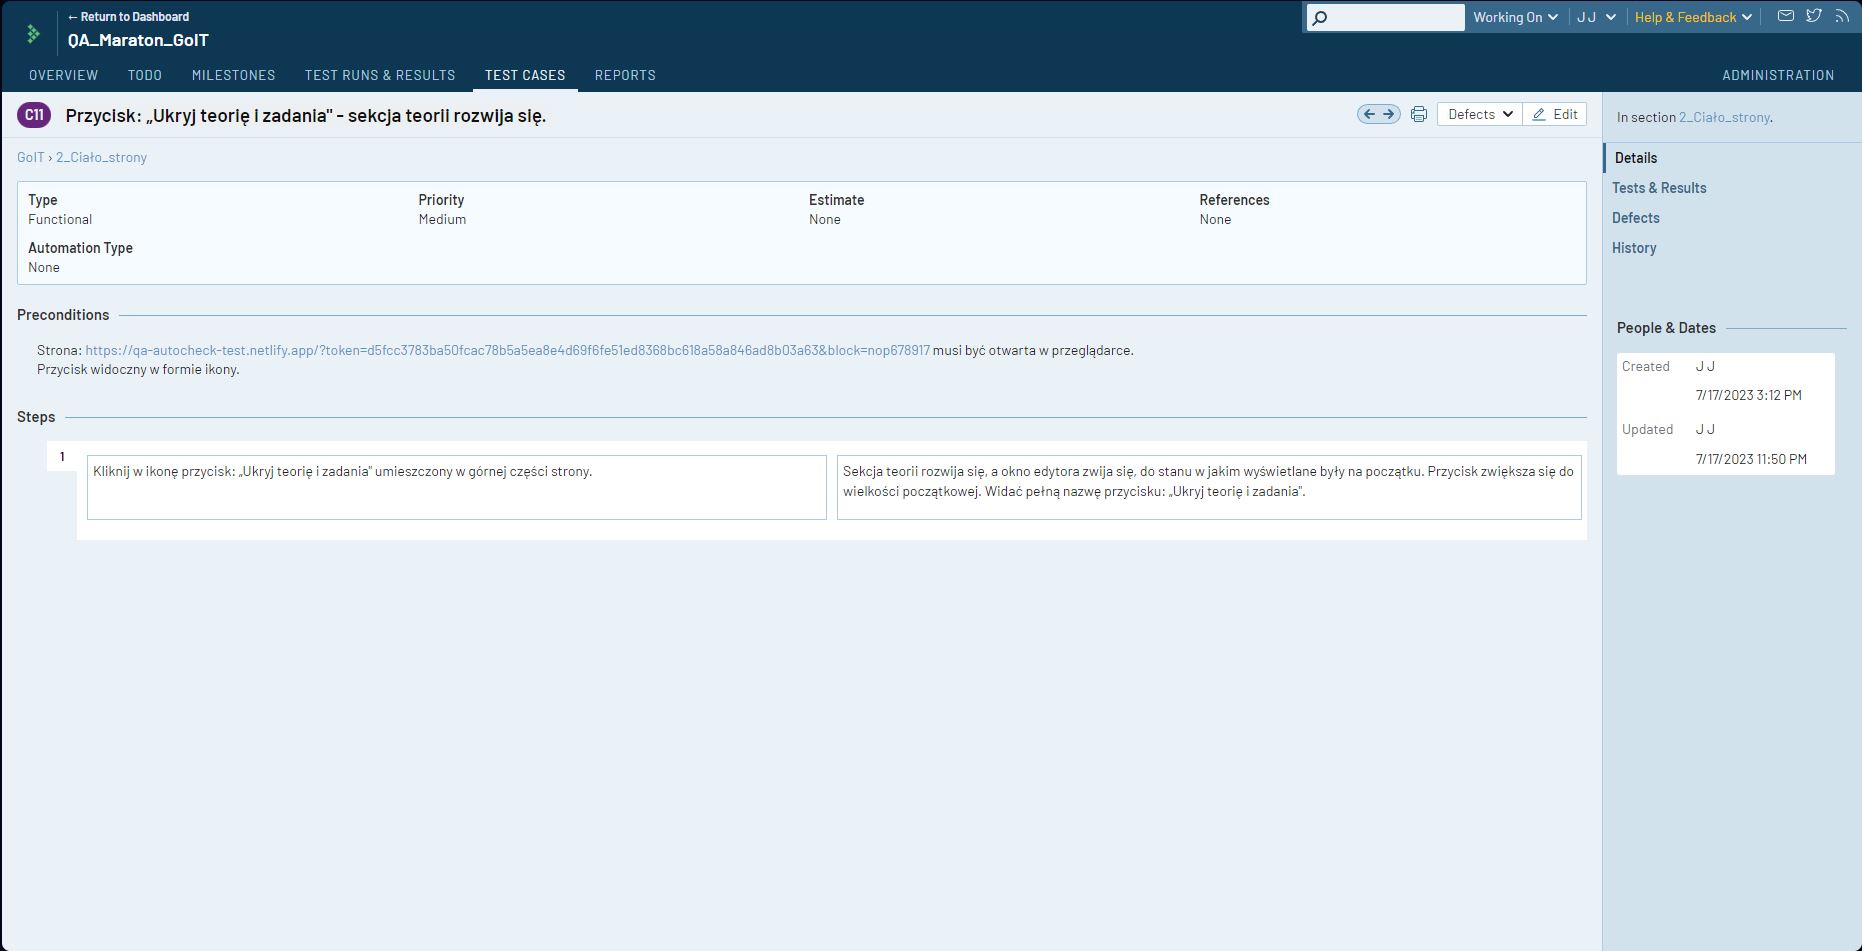 ← Return to Dashboard
QA_Maraton_GoIT
Working On
J J
Help & Feedback
OVERVIEW
TODO
MILESTONES
TEST RUNS & RESULTS
TEST CASES
REPORTS
ADMINISTRATION
C11
Przycisk: „Ukryj teorię i zadania" - sekcja teorii rozwija się.
Defects
Edit
GoIT › 2_Ciało_strony
Type
Functional
Priority
Medium
Estimate
None
References
None
Automation Type
None
Preconditions
Strona: https://qa-autocheck-test.netlify.app/?token=d5fcc3783ba50fcac78b5a5ea8e4d69f6fe51ed8368bc618a58a846ad8b03a63&block=nop678917 musi być otwarta w przeglądarce.
Przycisk widoczny w formie ikony.
Steps
1
Kliknij w ikonę przycisk: „Ukryj teorię i zadania" umieszczony w górnej części strony.
Sekcja teorii rozwija się, a okno edytora zwija się, do stanu w jakim wyświetlane były na początku. Przycisk zwiększa się do
wielkości początkowej. Widać pełną nazwę przycisku: „Ukryj teorię i zadania".
In section 2_Ciało_strony.
Details
Tests & Results
Defects
History
People & Dates
Created J J
7/17/2023 3:12 PM
Updated J J
7/17/2023 11:50 PM